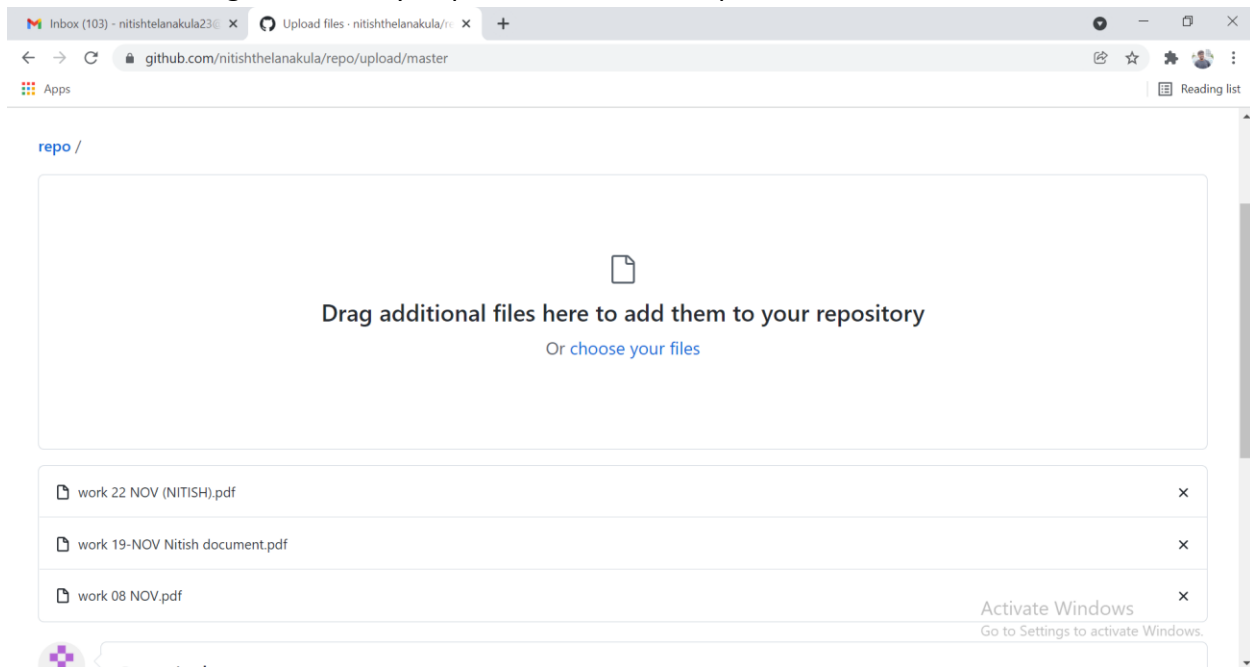 Inbox (103) - nitishtelanakula23@
Upload files · nitishthelanakula/re
github.com/nitishthelanakula/repo/upload/master
Apps
Reading list
repo /
Drag additional files here to add them to your repository
Or choose your files
work 22 NOV (NITISH).pdf
work 19-NOV Nitish document.pdf
work 08 NOV.pdf
Activate Windows
Go to Settings to activate Windows.